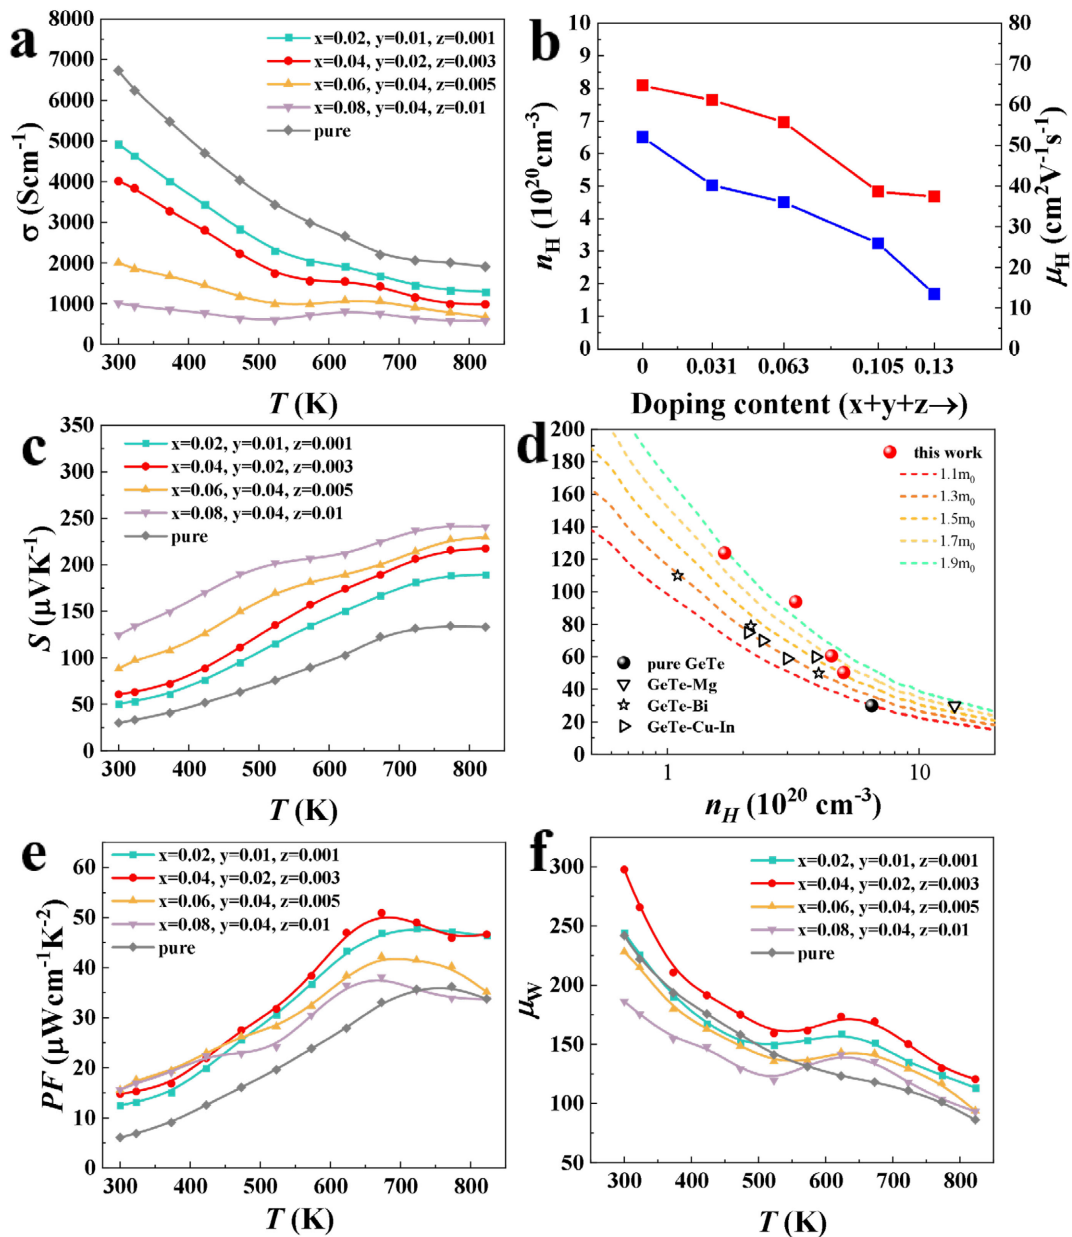 a
8000
7000
6000
5000
4000
3000
2000
1000
0
σ (Scm⁻¹)
x=0.02, y=0.01, z=0.001
x=0.04, y=0.02, z=0.003
x=0.06, y=0.04, z=0.005
x=0.08, y=0.04, z=0.01
pure
300 400 500 600 700 800
T (K)
b
10
9
8
7
6
5
4
3
2
1
0
n_H (10²⁰cm⁻³)
80
70
60
50
40
30
20
10
0
μ_H (cm²V⁻¹s⁻¹)
0 0.031 0.063 0.105 0.13
Doping content (x+y+z→)
c
350
300
250
200
150
100
50
0
S (μVK⁻¹)
x=0.02, y=0.01, z=0.001
x=0.04, y=0.02, z=0.003
x=0.06, y=0.04, z=0.005
x=0.08, y=0.04, z=0.01
pure
300 400 500 600 700 800
T (K)
d
200
180
160
140
120
100
80
60
40
20
0
this work
1.1m₀
1.3m₀
1.5m₀
1.7m₀
1.9m₀
pure GeTe
GeTe-Mg
GeTe-Bi
GeTe-Cu-In
1 10
n_H (10²⁰ cm⁻³)
e
60
50
40
30
20
10
0
PF (μWcm⁻¹K⁻²)
x=0.02, y=0.01, z=0.001
x=0.04, y=0.02, z=0.003
x=0.06, y=0.04, z=0.005
x=0.08, y=0.04, z=0.01
pure
300 400 500 600 700 800
T (K)
f
300
250
200
150
100
50
μ_W
x=0.02, y=0.01, z=0.001
x=0.04, y=0.02, z=0.003
x=0.06, y=0.04, z=0.005
x=0.08, y=0.04, z=0.01
pure
300 400 500 600 700 800
T (K)